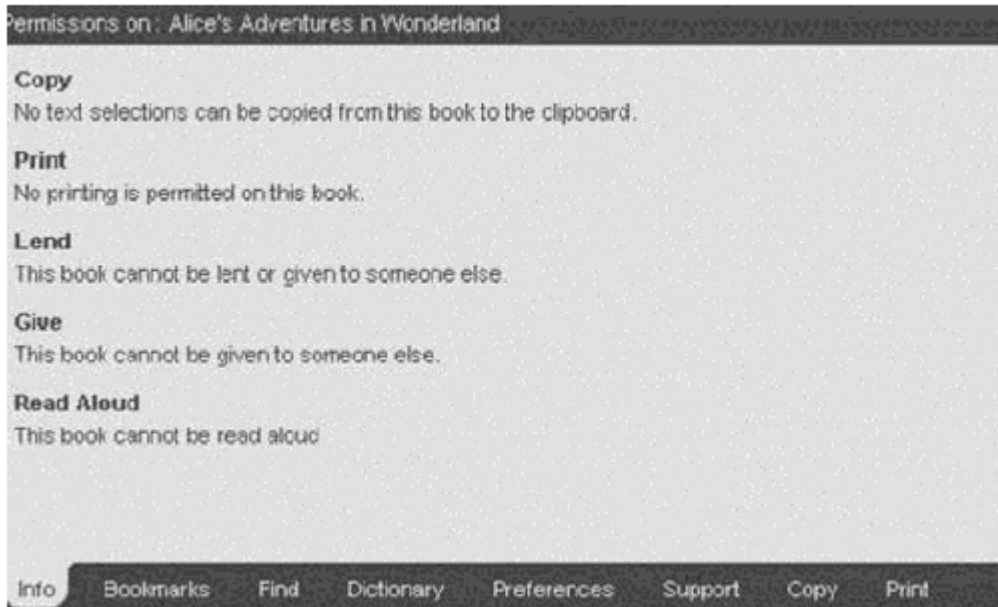 Permissions on : Alice's Adventures in Wonderland
Copy
No text selections can be copied from this book to the clipboard.
Print
No printing is permitted on this book.
Lend
This book cannot be lent or given to someone else.
Give
This book cannot be given to someone else.
Read Aloud
This book cannot be read aloud
Info Bookmarks Find Dictionary Preferences Support Copy Print